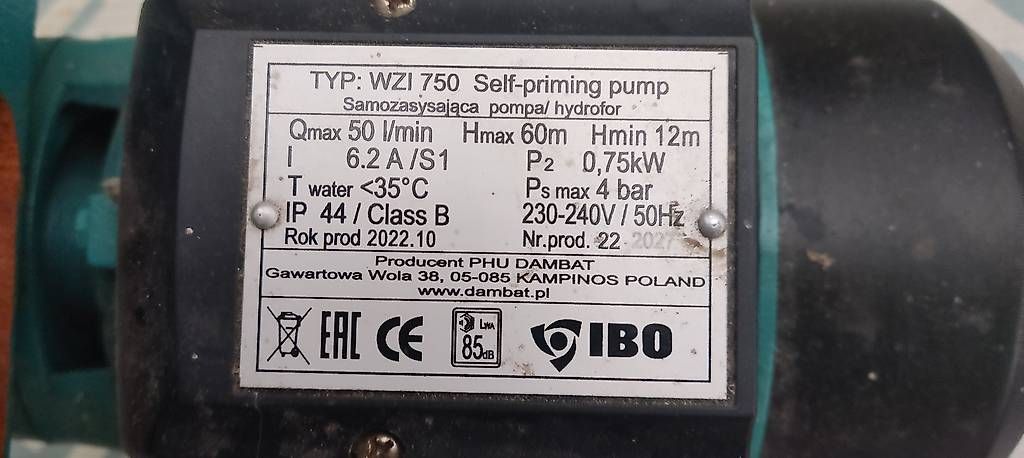 TYP: WZI 750 Self-priming pump
Samozasysająca pompa/ hydrofor
Qmax 50 l/min Hmax 60m Hmin 12m
I 6.2 A /S1 P2 0,75kW
T water <35°C Ps max 4 bar
IP 44 / Class B 230-240V / 50Hz
Rok prod 2022.10 Nr.prod. 22 2027
Producent PHU DAMBAT
Gawartowa Wola 38, 05-085 KAMPINOS POLAND
www.dambat.pl
EAC CE LWA 85dB IBO